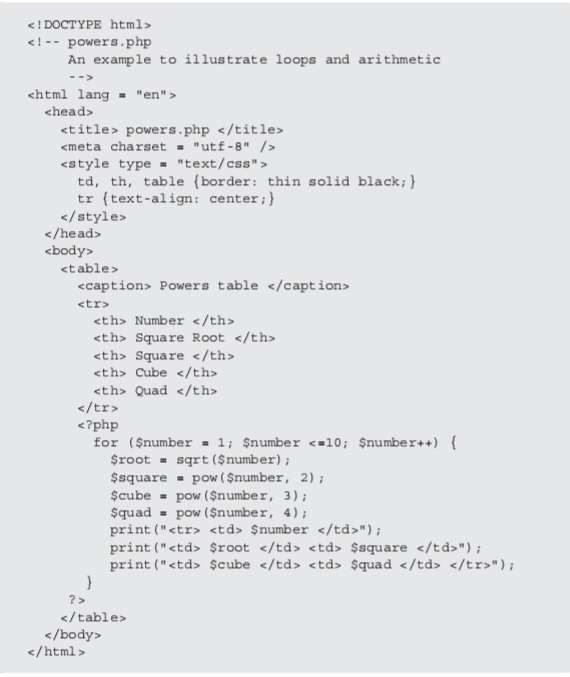 <!DOCTYPE html>
<!-- powers.php
     An example to illustrate loops and arithmetic
     -->
<html lang = "en">
  <head>
    <title> powers.php </title>
    <meta charset = "utf-8" />
    <style type = "text/css">
      td, th, table {border: thin solid black;}
      tr {text-align: center;}
    </style>
  </head>
  <body>
    <table>
      <caption> Powers table </caption>
      <tr>
        <th> Number </th>
        <th> Square Root </th>
        <th> Square </th>
        <th> Cube </th>
        <th> Quad </th>
      </tr>
      <?php
        for ($number = 1; $number <=10; $number++) {
          $root = sqrt($number);
          $square = pow($number, 2);
          $cube = pow($number, 3);
          $quad = pow($number, 4);
          print("<tr> <td> $number </td>");
          print("<td> $root </td> <td> $square </td>");
          print("<td> $cube </td> <td> $quad </td> </tr>");
       }
     ?>
    </table>
  </body>
</html>